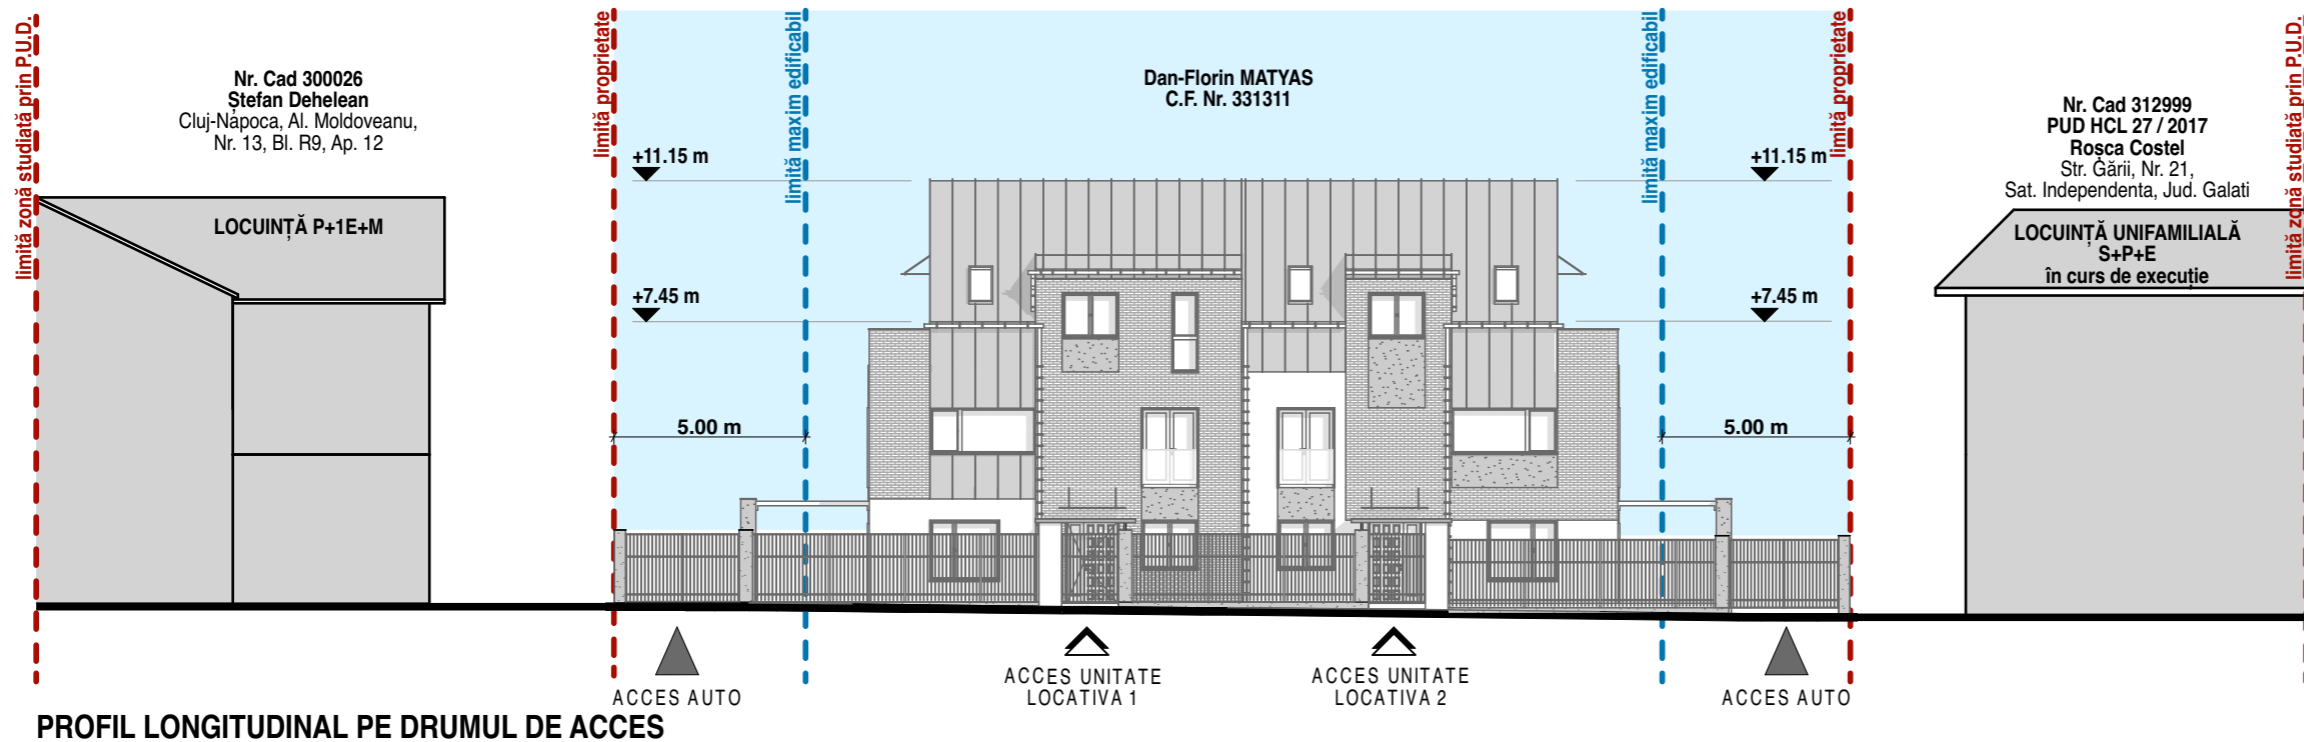 limită zonă studiată prin P.U.D.
Nr. Cad 300026
Ștefan Dehelean
Cluj-Napoca, Al. Moldoveanu,
Nr. 13, Bl. R9, Ap. 12
LOCUINȚĂ P+1E+M
limită proprietate
limită maxim edificabil
+11.15 m
+7.45 m
5.00 m
Dan-Florin MATYAS
C.F. Nr. 331311
limită maxim edificabil
limită proprietate
+11.15 m
+7.45 m
5.00 m
Nr. Cad 312999
PUD HCL 27 / 2017
Roșca Costel
Str. Gării, Nr. 21,
Sat. Independenta, Jud. Galati
LOCUINȚĂ UNIFAMILIALĂ
S+P+E
în curs de execuție
limită zonă studiată prin P.U.D.
ACCES AUTO
ACCES UNITATE
LOCATIVA 1
ACCES UNITATE
LOCATIVA 2
ACCES AUTO
PROFIL LONGITUDINAL PE DRUMUL DE ACCES